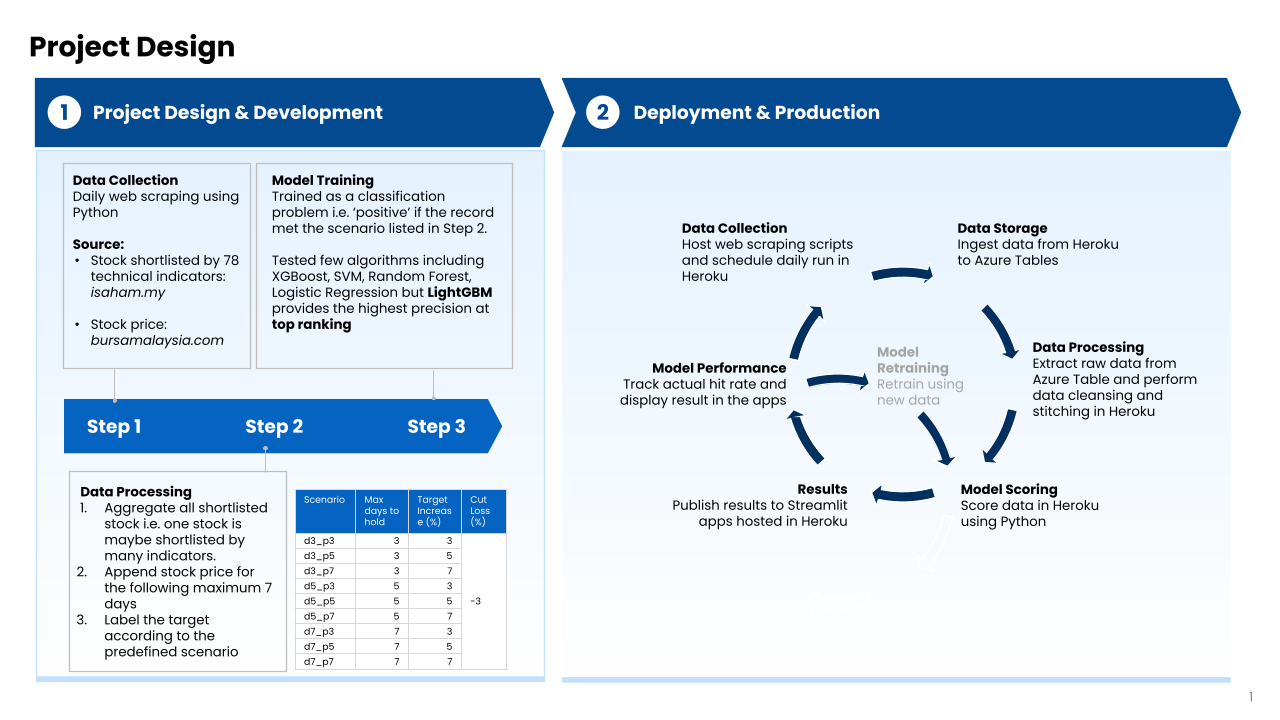 Project Design
1
Project Design & Development
2
Deployment & Production
Data Collection
Daily web scraping using
Python
Source:
• Stock shortlisted by 78
technical indicators:
isaham.my
• Stock price:
bursamalaysia.com
Model Training
Trained as a classification
problem i.e. ‘positive’ if the record
met the scenario listed in Step 2.
Tested few algorithms including
XGBoost, SVM, Random Forest,
Logistic Regression but LightGBM
provides the highest precision at
top ranking
Step 1
Step 2
Step 3
Data Processing
1. Aggregate all shortlisted
stock i.e. one stock is
maybe shortlisted by
many indicators.
2. Append stock price for
the following maximum 7
days
3. Label the target
according to the
predefined scenario
Scenario Max days to hold Target Increas e (%) Cut Loss (%)
d3_p3 3 3
d3_p5 3 5
d3_p7 3 7
d5_p3 5 3
d5_p5 5 5 -3
d5_p7 5 7
d7_p3 7 3
d7_p5 7 5
d7_p7 7 7
Data Collection
Host web scraping scripts
and schedule daily run in
Heroku
Data Storage
Ingest data from Heroku
to Azure Tables
Data Processing
Extract raw data from
Azure Table and perform
data cleansing and
stitching in Heroku
Model Performance
Track actual hit rate and
display result in the apps
Model
Retraining
Retrain using
new data
Results
Publish results to Streamlit
apps hosted in Heroku
Model Scoring
Score data in Heroku
using Python
1